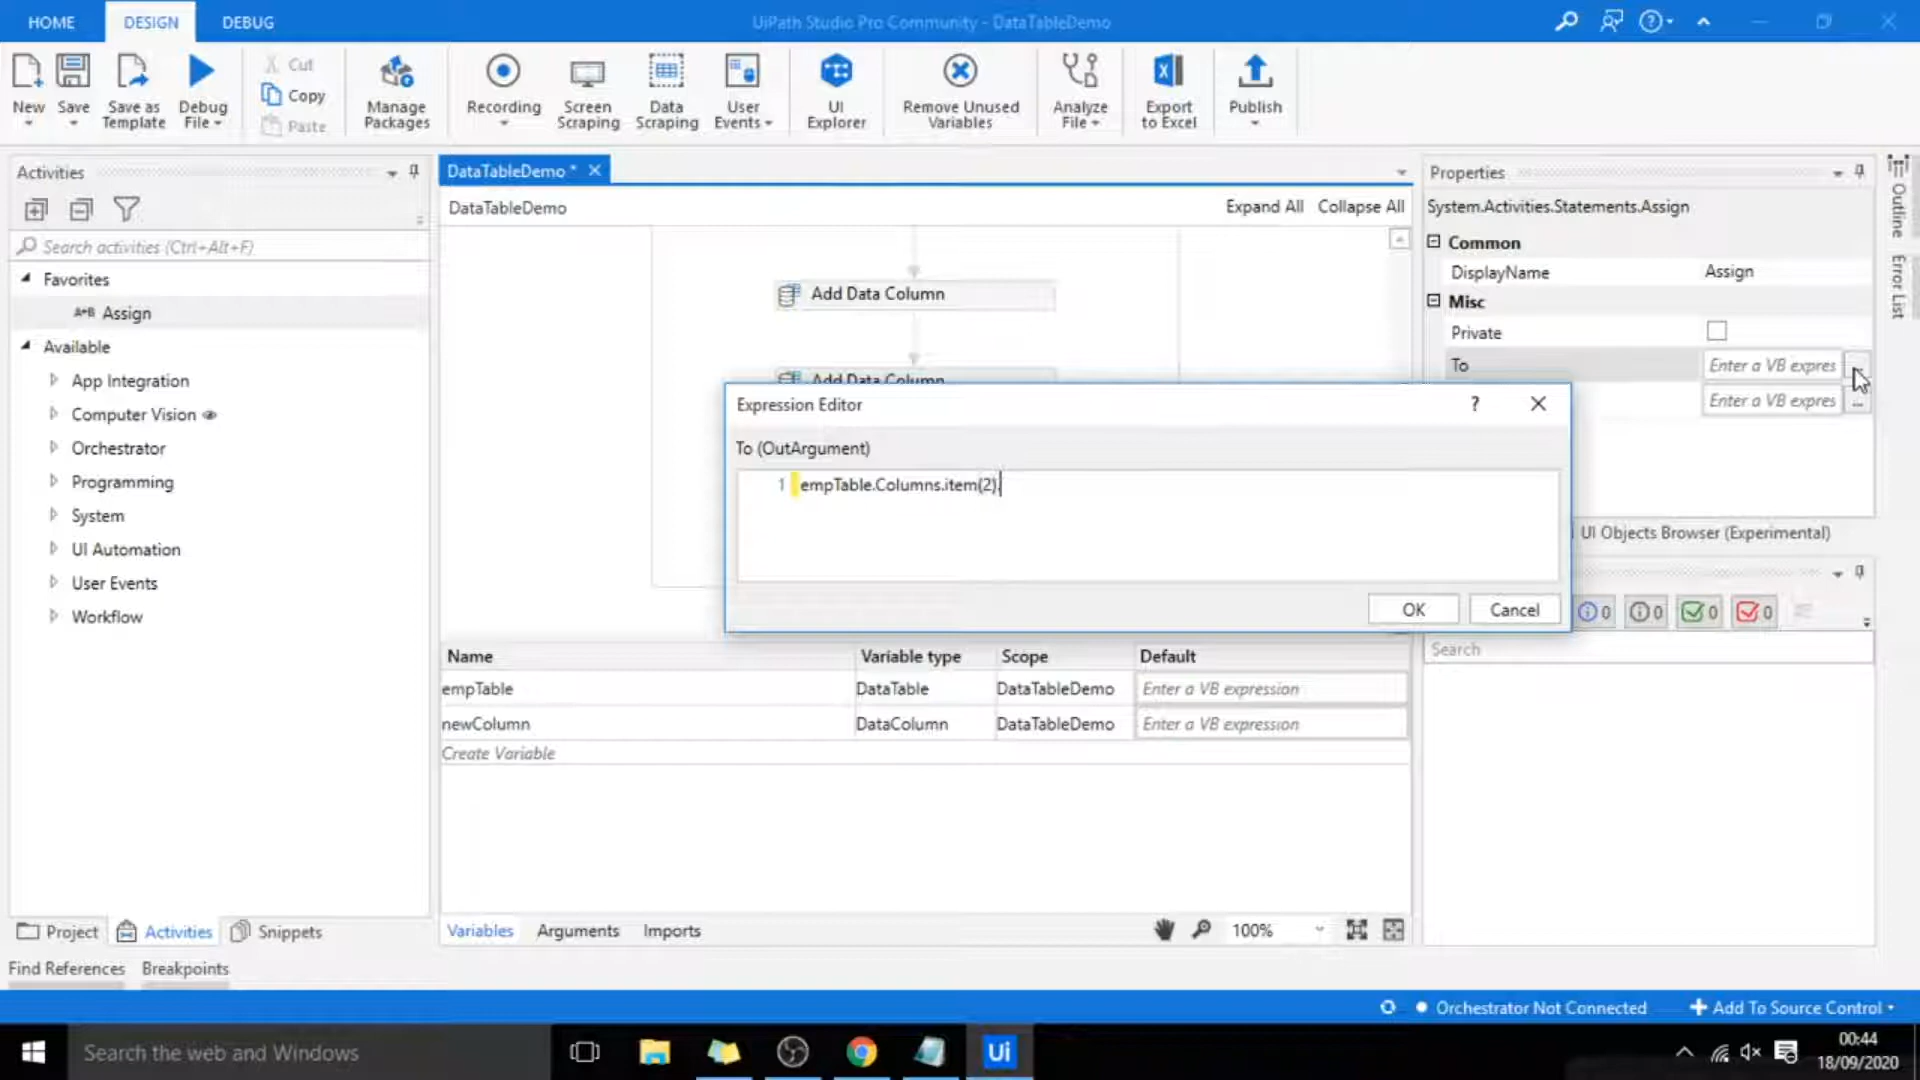 HOME DESIGN DEBUG UiPath Studio Pro Community - DataTableDemo
New Save Save as Template Debug File Cut Copy Paste Manage Packages Recording Screen Scraping Data Scraping User Events UI Explorer Remove Unused Variables Analyze File Export to Excel Publish
Activities
Search activities (Ctrl+Alt+F)
Favorites
A+B Assign
Available
App Integration
Computer Vision
Orchestrator
Programming
System
UI Automation
User Events
Workflow
Project Activities Snippets
DataTableDemo *
DataTableDemo Expand All Collapse All
Add Data Column
Add Data Column
Expression Editor ?
To (OutArgument)
1 empTable.Columns.item(2).
OK Cancel
Name Variable type Scope Default
empTable DataTable DataTableDemo Enter a VB expression
newColumn DataColumn DataTableDemo Enter a VB expression
Create Variable
Variables Arguments Imports 100%
Properties
System.Activities.Statements.Assign
Common
DisplayName Assign
Misc
Private
To Enter a VB expres
Enter a VB expres ...
UI Objects Browser (Experimental)
0 0 0 0
Search
Outline
Error List
Find References Breakpoints
Orchestrator Not Connected Add To Source Control
Search the web and Windows Ui
00:44
18/09/2020